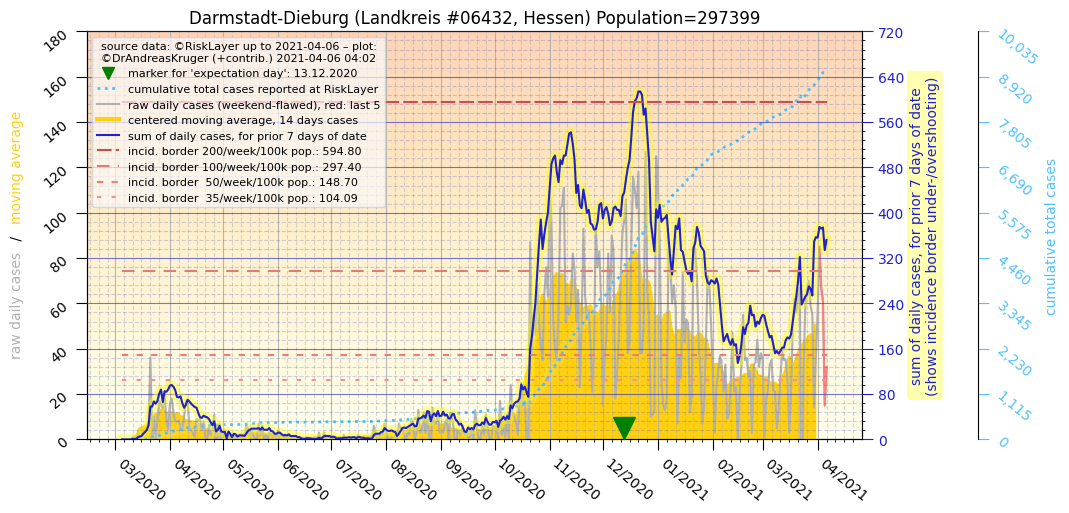 Darmstadt-Dieburg (Landkreis #06432, Hessen) Population=297399
source data: ©RiskLayer up to 2021-04-06 – plot:
©DrAndreasKruger (+contrib.) 2021-04-06 04:02
marker for 'expectation day': 13.12.2020
cumulative total cases reported at RiskLayer
raw daily cases (weekend-flawed), red: last 5
centered moving average, 14 days cases
sum of daily cases, for prior 7 days of date
incid. border 200/week/100k pop.: 594.80
incid. border 100/week/100k pop.: 297.40
incid. border  50/week/100k pop.: 148.70
incid. border  35/week/100k pop.: 104.09
raw daily cases / moving average
180
160
140
120
100
80
60
40
20
0
03/2020
04/2020
05/2020
06/2020
07/2020
08/2020
09/2020
10/2020
11/2020
12/2020
01/2021
02/2021
03/2021
04/2021
720
640
560
480
400
320
240
160
80
0
sum of daily cases, for prior 7 days of date
(shows incidence border under-/overshooting)
10,035
8,920
7,805
6,690
5,575
4,460
3,345
2,230
1,115
0
cumulative total cases